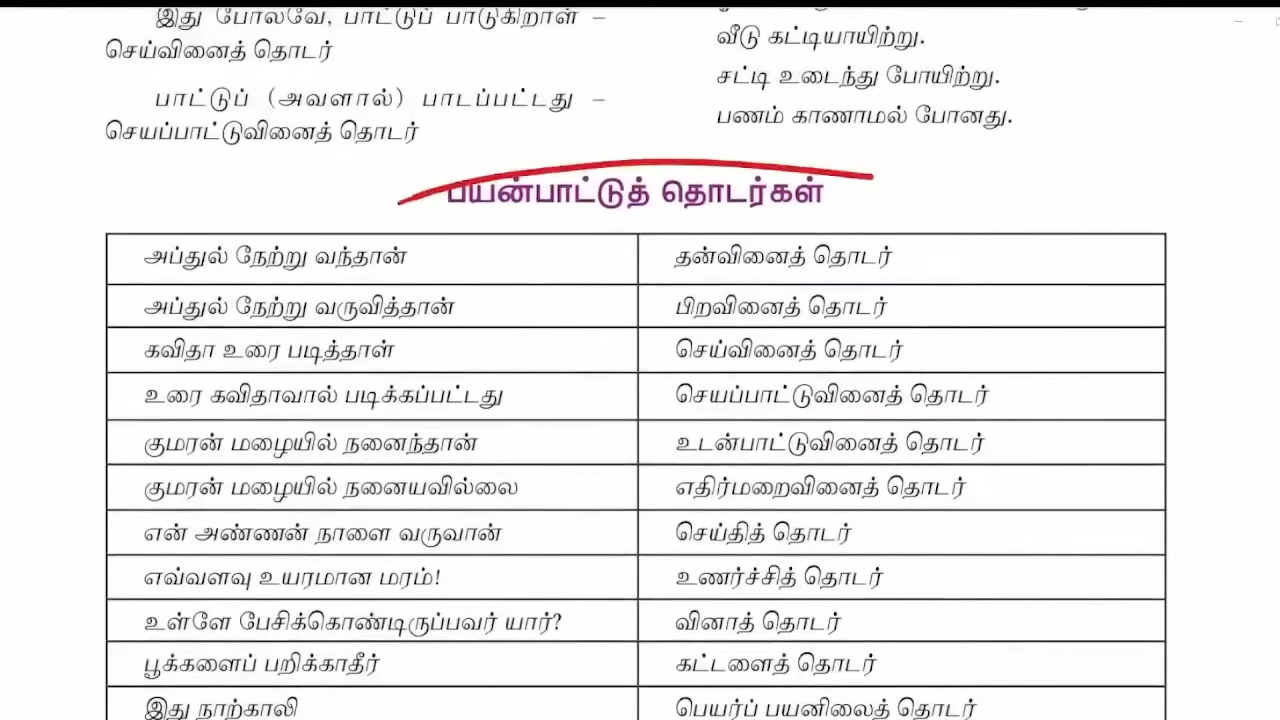 இது போலவே, பாட்டுப் பாடுகிறாள் –
செய்வினைத் தொடர்
பாட்டுப் (அவளால்) பாடப்பட்டது –
செயப்பாட்டுவினைத் தொடர்
வீடு கட்டியாயிற்று.
சட்டி உடைந்து போயிற்று.
பணம் காணாமல் போனது.
பயன்பாட்டுத் தொடர்கள்
அப்துல் நேற்று வந்தான் தன்வினைத் தொடர்
அப்துல் நேற்று வருவித்தான் பிறவினைத் தொடர்
கவிதா உரை படித்தாள் செய்வினைத் தொடர்
உரை கவிதாவால் படிக்கப்பட்டது செயப்பாட்டுவினைத் தொடர்
குமரன் மழையில் நனைந்தான் உடன்பாட்டுவினைத் தொடர்
குமரன் மழையில் நனையவில்லை எதிர்மறைவினைத் தொடர்
என் அண்ணன் நாளை வருவான் செய்தித் தொடர்
எவ்வளவு உயரமான மரம்! உணர்ச்சித் தொடர்
உள்ளே பேசிக்கொண்டிருப்பவர் யார்? வினாத் தொடர்
பூக்களைப் பறிக்காதீர் கட்டளைத் தொடர்
இது நாற்காலி பெயர்ப் பயனிலைத் தொடர்